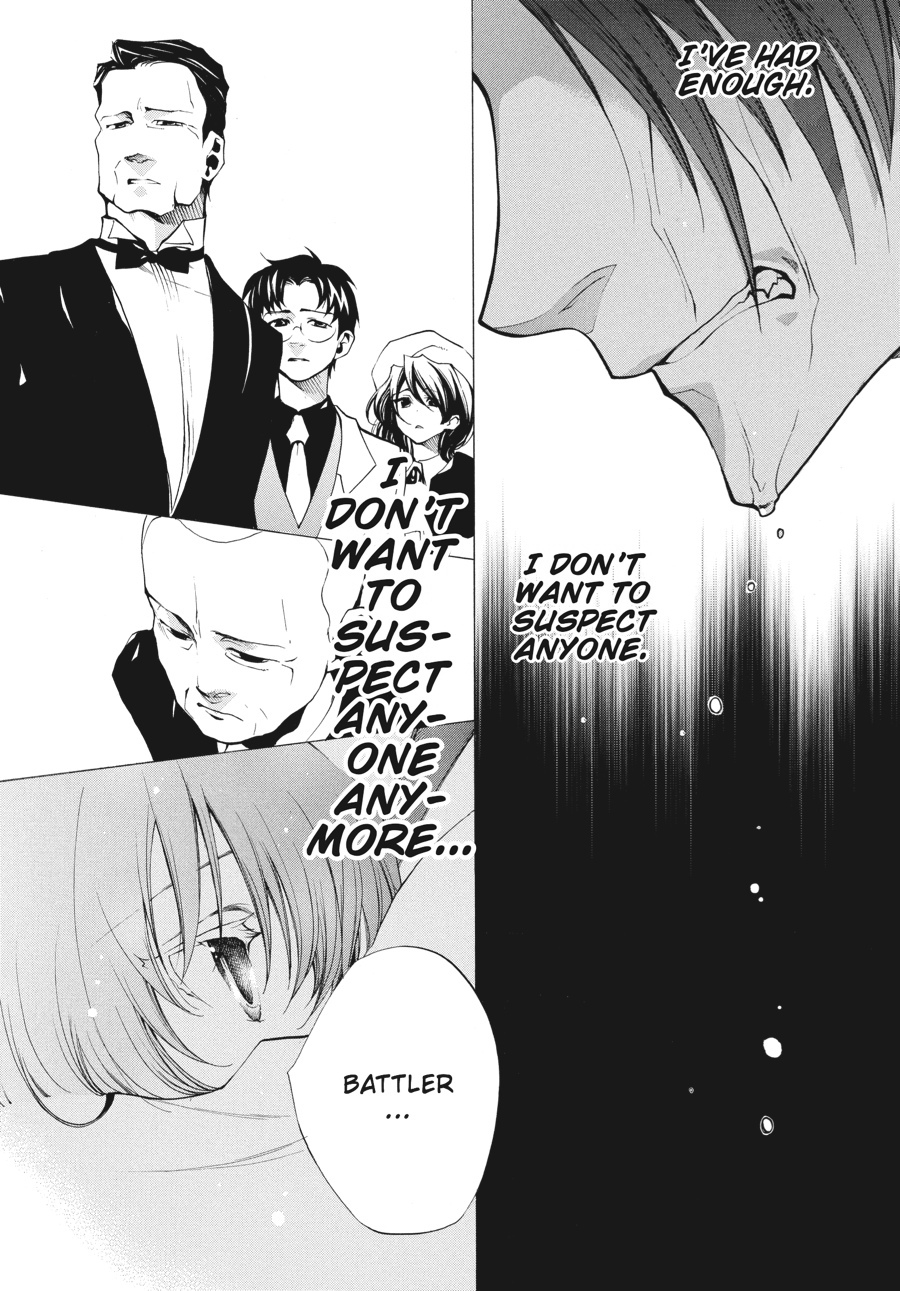 I'VE HAD
ENOUGH.
I DON'T
WANT TO
SUSPECT
ANYONE.
I
DON'T
WANT
TO
SUS-
PECT
ANY-
ONE
ANY-
MORE...
BATTLER
...